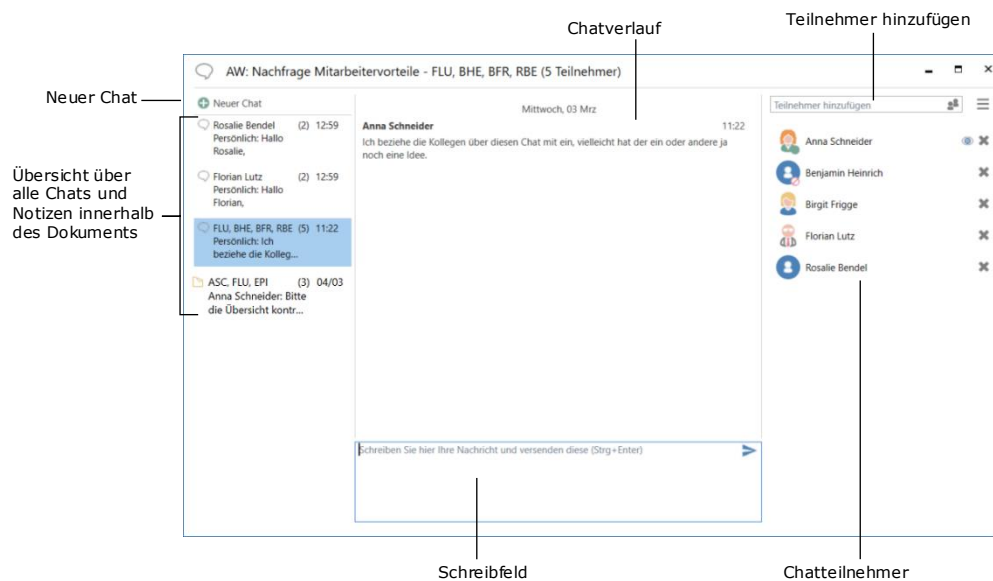 Teilnehmer hinzufügen
Chatverlauf
AW: Nachfrage Mitarbeitervorteile - FLU, BHE, BFR, RBE (5 Teilnehmer)
Neuer Chat
Neuer Chat
Übersicht über
alle Chats und
Notizen innerhalb
des Dokuments
Rosalie Bendel (2) 12:59
Persönlich: Hallo
Rosalie,
Florian Lutz (2) 12:59
Persönlich: Hallo
Florian,
FLU, BHE, BFR, RBE (5) 11:22
Persönlich: Ich
beziehe die Kolleg...
ASC, FLU, EPI (3) 04/03
Anna Schneider: Bitte
die Übersicht kontr...
Mittwoch, 03 Mrz
Anna Schneider 11:22
Ich beziehe die Kollegen über diesen Chat mit ein, vielleicht hat der ein oder andere ja
noch eine Idee.
Schreiben Sie hier Ihre Nachricht und versenden diese (Strg+Enter)
Teilnehmer hinzufügen
Anna Schneider
Benjamin Heinrich
Birgit Frigge
Florian Lutz
Rosalie Bendel
Schreibfeld
Chatteilnehmer